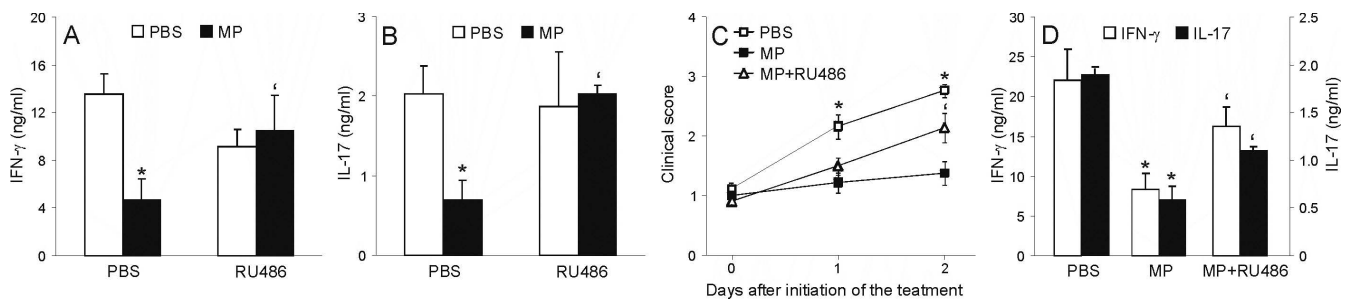 A
PBS MP
IFN-γ (ng/ml)
16
12
8
4
0
*
‘
PBS RU486
B
PBS MP
IL-17 (ng/ml)
3
2
1
0
*
‘
PBS RU486
C
PBS
MP
MP+RU486
Clinical score
4
3
2
1
0
*
*
‘
0 1 2
Days after initiation of the teatment
D
IFN-γ IL-17
IFN-γ (ng/ml)
30
25
20
15
10
5
0
* *
‘
‘
PBS MP MP+RU486
2.5
2.0
1.5
1.0
0.5
0
IL-17 (ng/ml)